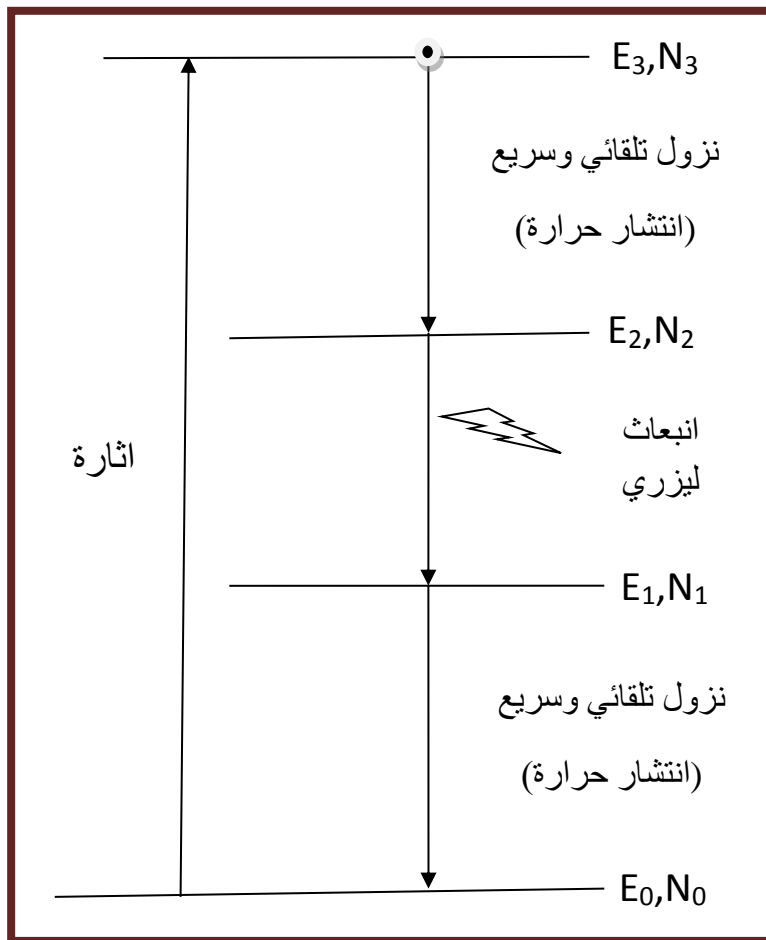 E₃,N₃
نزول تلقائي وسريع
(انتشار حرارة)
E₂,N₂
انبعاث
ليزري
اثارة
E₁,N₁
نزول تلقائي وسريع
(انتشار حرارة)
E₀,N₀